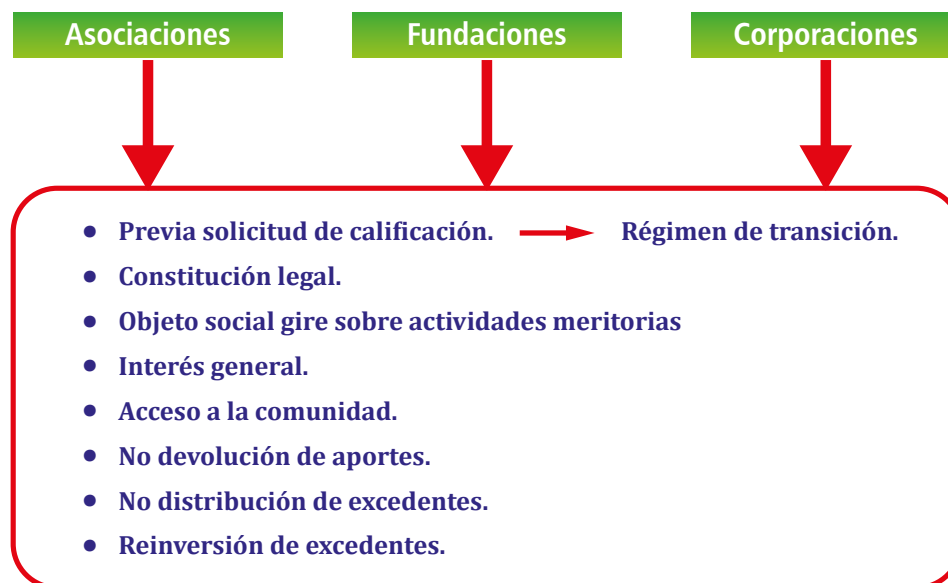 Asociaciones
Fundaciones
Corporaciones
• Previa solicitud de calificación. Régimen de transición.
• Constitución legal.
• Objeto social gire sobre actividades meritorias
• Interés general.
• Acceso a la comunidad.
• No devolución de aportes.
• No distribución de excedentes.
• Reinversión de excedentes.